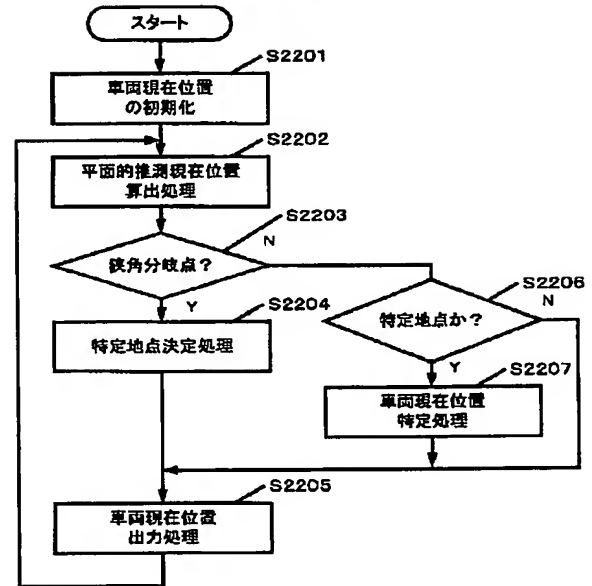 スタート
S2201
車両現在位置
の初期化
S2202
平面的推測現在位置
算出処理
S2203
狭角分岐点?
N
Y
S2204
特定地点決定処理
S2206
特定地点か?
N
Y
S2207
車両現在位置
特定処理
S2205
車両現在位置
出力処理